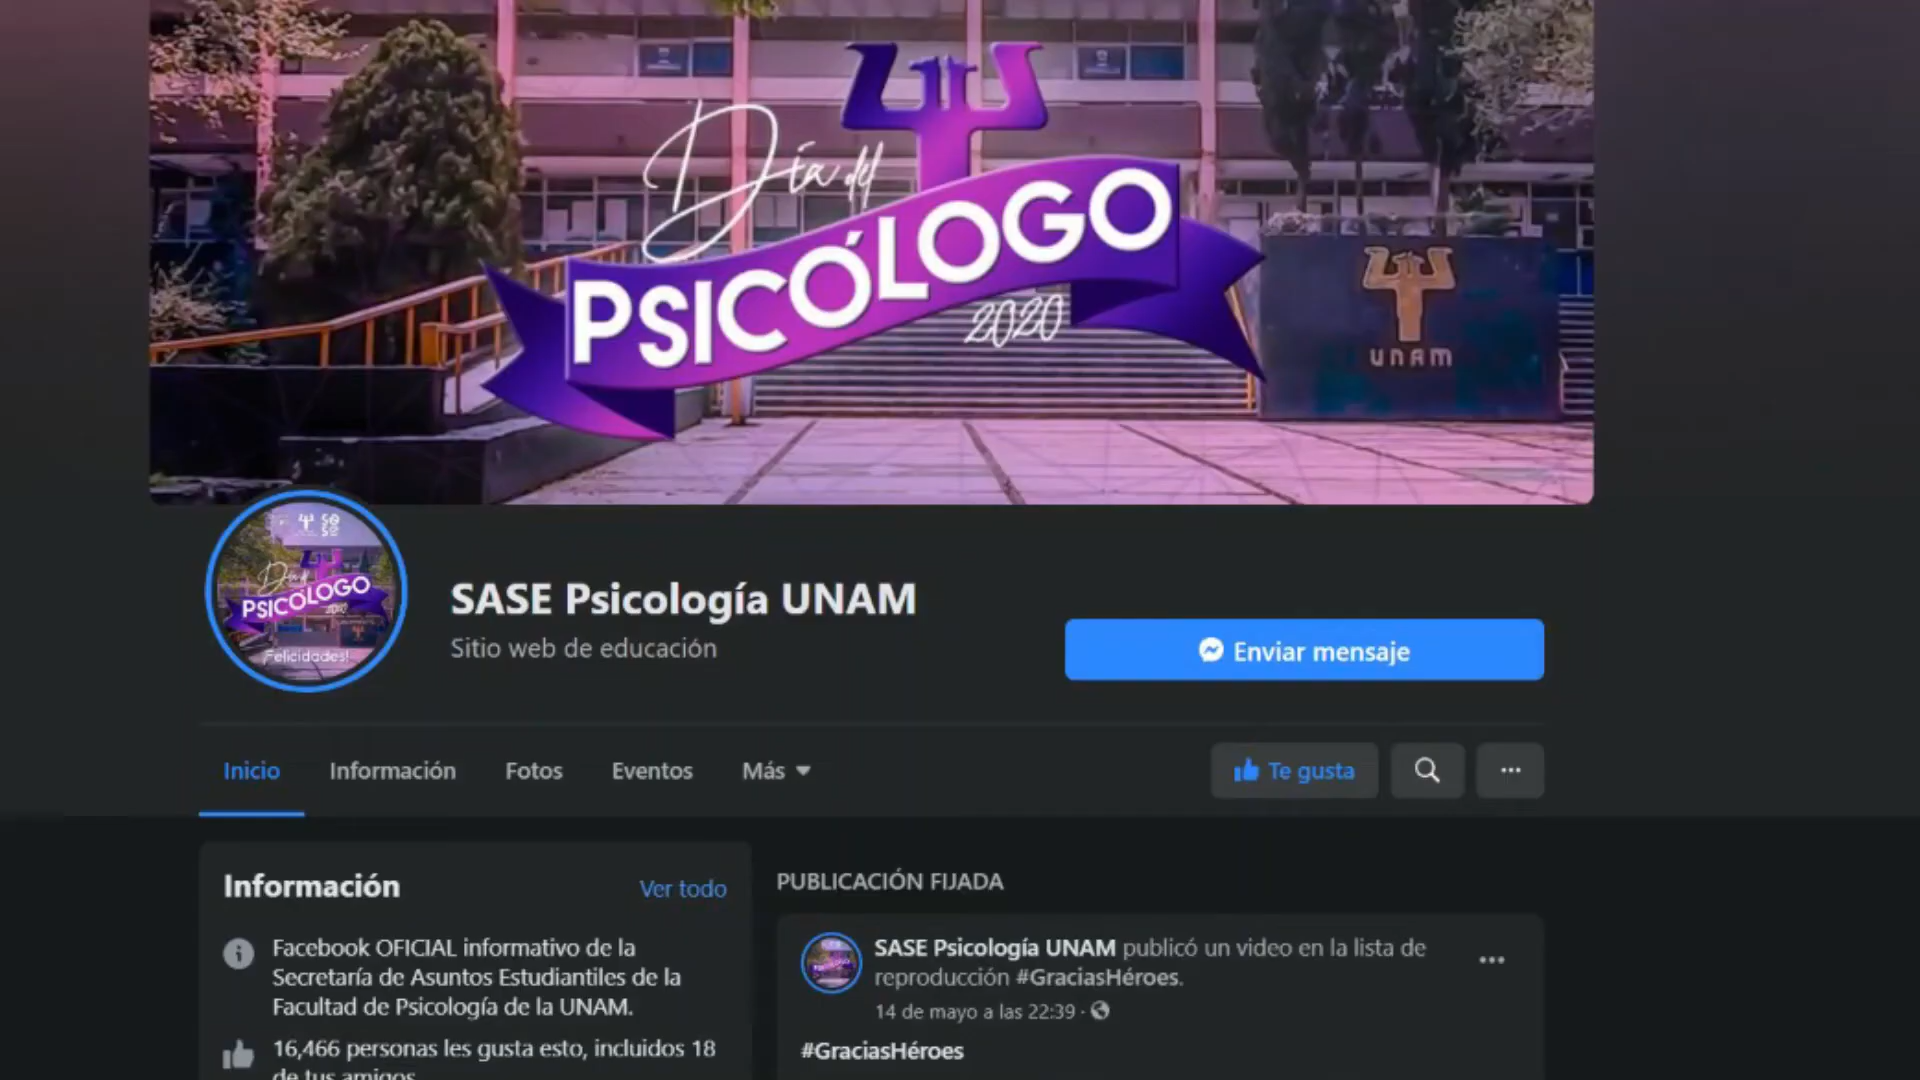 Día del
PSICÓLOGO
2020
UNAM
Día del
PSICÓLOGO
2020
¡Felicidades!
SASE Psicología UNAM
Sitio web de educación
Enviar mensaje
Inicio
Información
Fotos
Eventos
Más
Te gusta
Información
Ver todo
Facebook OFICIAL informativo de la
Secretaría de Asuntos Estudiantiles de la
Facultad de Psicología de la UNAM.
16,466 personas les gusta esto, incluidos 18
de tus amigos
PUBLICACIÓN FIJADA
SASE Psicología UNAM publicó un video en la lista de
reproducción #GraciasHéroes.
14 de mayo a las 22:39 ·
#GraciasHéroes